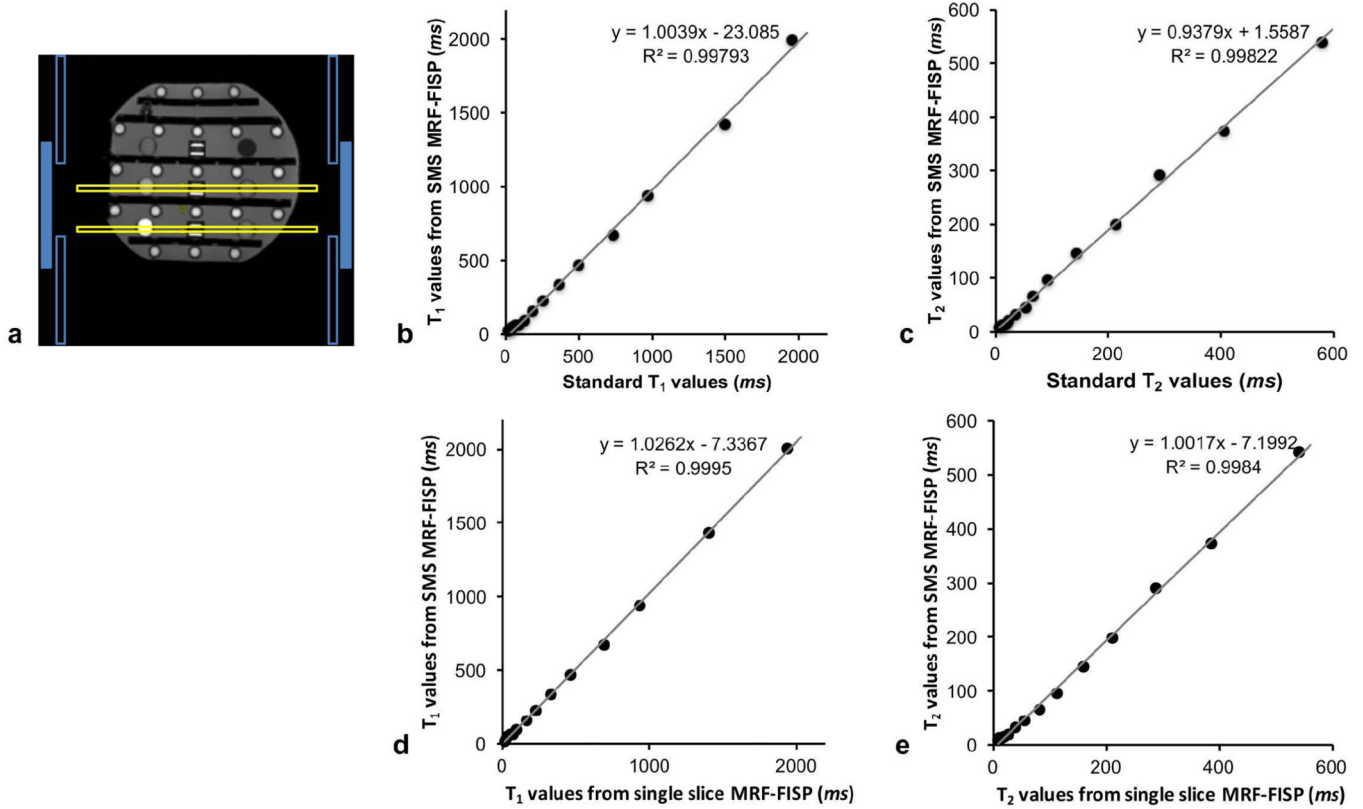 a
b
T₁ values from SMS MRF-FISP (ms)
2000
1500
1000
500
0
y = 1.0039x - 23.085
R² = 0.99793
0
500
1000
1500
2000
Standard T₁ values (ms)
c
T₂ values from SMS MRF-FISP (ms)
600
500
400
300
200
100
0
y = 0.9379x + 1.5587
R² = 0.99822
0
200
400
600
Standard T₂ values (ms)
d
T₁ values from SMS MRF-FISP (ms)
2000
1500
1000
500
0
y = 1.0262x - 7.3367
R² = 0.9995
0
1000
2000
T₁ values from single slice MRF-FISP (ms)
e
T₂ values from SMS MRF-FISP (ms)
600
500
400
300
200
100
0
y = 1.0017x - 7.1992
R² = 0.9984
0
200
400
600
T₂ values from single slice MRF-FISP (ms)